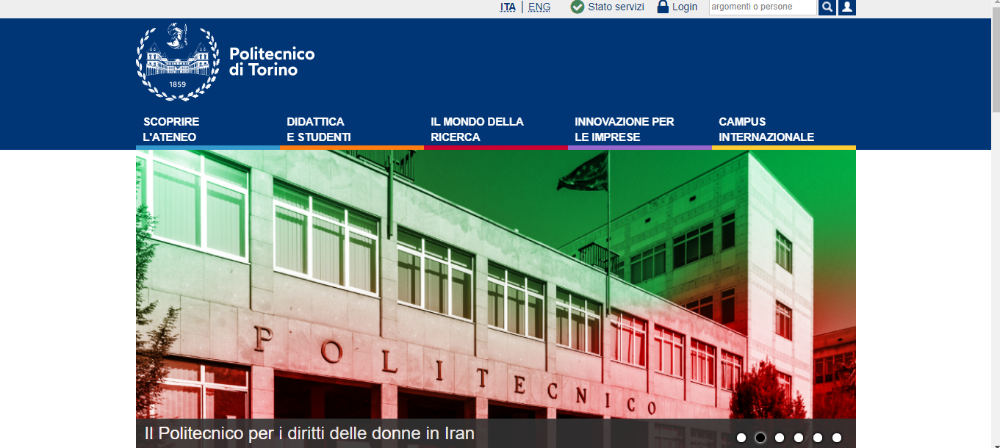 ITA | ENG Stato servizi Login argomenti o persone
Politecnico
di Torino
1859
SCOPRIRE
L'ATENEO
DIDATTICA
E STUDENTI
IL MONDO DELLA
RICERCA
INNOVAZIONE PER
LE IMPRESE
CAMPUS
INTERNAZIONALE
POLITECNICO
Il Politecnico per i diritti delle donne in Iran